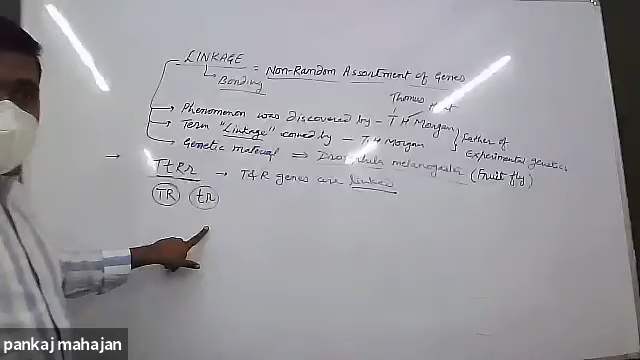 LINKAGE = Non-Random Assortment of Genes
Bonding
Thomas Hunt
Phenomenon was discovered by - T H Morgan
Term "Linkage" coined by - T.H Morgan
Father of Experimental genetics
Genetic material ⇒ Drosophila melanogaster (Fruit fly)
→ TtRr → T & R genes are linked
TR tr
pankaj mahajan